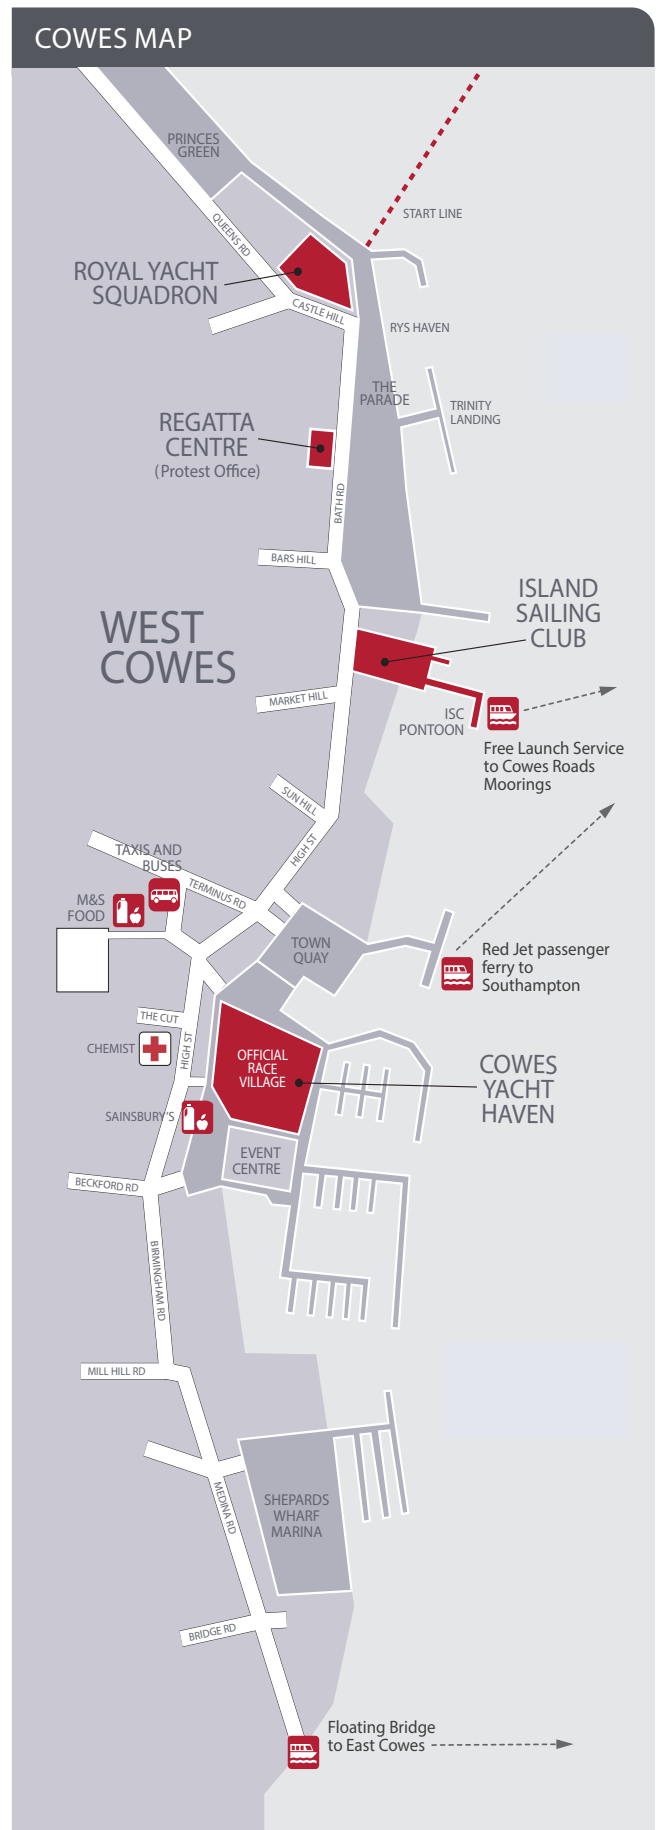 COWES MAP
PRINCES
GREEN
START LINE
QUEENS RD
ROYAL YACHT
SQUADRON
CASTLE HILL
RYS HAVEN
THE
PARADE
TRINITY
LANDING
REGATTA
CENTRE
(Protest Office)
BATH RD
BARS HILL
ISLAND
SAILING
CLUB
WEST
COWES
MARKET HILL
ISC
PONTOON
Free Launch Service
to Cowes Roads
Moorings
SUN HILL
HIGH ST
TAXIS AND
BUSES
TERMINUS RD
M&S
FOOD
TOWN
QUAY
Red Jet passenger
ferry to
Southampton
THE CUT
CHEMIST
HIGH ST
OFFICIAL
RACE
VILLAGE
COWES
YACHT
HAVEN
SAINSBURY'S
EVENT
CENTRE
BECKFORD RD
BIRMINGHAM RD
MILL HILL RD
MEDINA RD
SHEPARDS
WHARF
MARINA
BRIDGE RD
Floating Bridge
to East Cowes